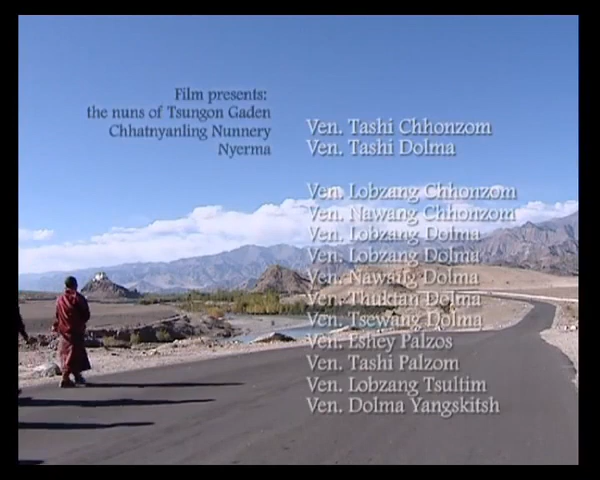 Film presents:
the nuns of Tsungon Gaden
Chhatnyanling Nunnery
Nyerma
Ven. Tashi Chhonzom
Ven. Tashi Dolma
Ven. Lobzang Chhonzom
Ven. Nawang Chhonzom
Ven. Lobzang Dolma
Ven. Lobzang Dolma
Ven. Nawang Dolma
Ven. Thuktan Dolma
Ven. Tsewang Dolma
Ven. Eshey Palzos
Ven. Tashi Palzom
Ven. Lobzang Tsultim
Ven. Dolma Yangskitsh